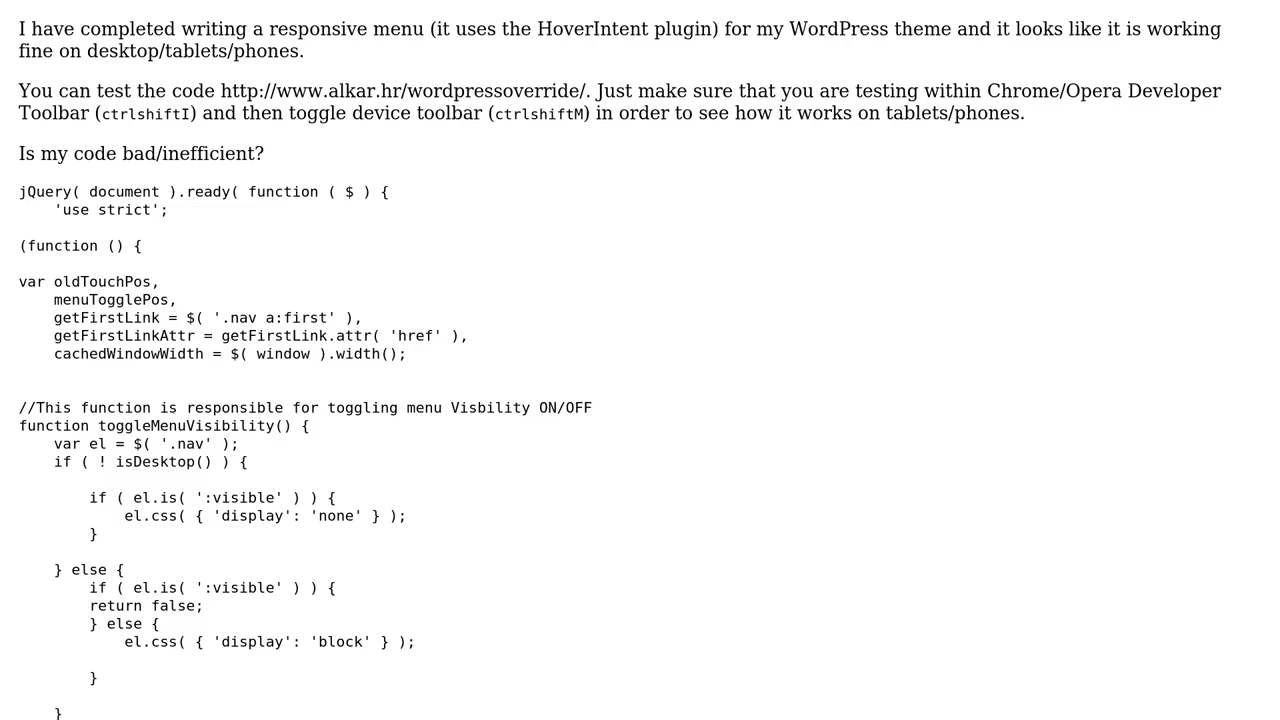 I have completed writing a responsive menu (it uses the HoverIntent plugin) for my WordPress theme and it looks like it is working
fine on desktop/tablets/phones.
You can test the code http://www.alkar.hr/wordpressoverride/. Just make sure that you are testing within Chrome/Opera Developer
Toolbar (ctrlshiftI) and then toggle device toolbar (ctrlshiftM) in order to see how it works on tablets/phones.
Is my code bad/inefficient?
jQuery( document ).ready( function ( $ ) {
    'use strict';
(function () {
var oldTouchPos,
    menuTogglePos,
    getFirstLink = $( '.nav a:first' ),
    getFirstLinkAttr = getFirstLink.attr( 'href' ),
    cachedWindowWidth = $( window ).width();
//This function is responsible for toggling menu Visbility ON/OFF
function toggleMenuVisibility() {
    var el = $( '.nav' );
    if ( ! isDesktop() ) {
        if ( el.is( ':visible' ) ) {
            el.css( { 'display': 'none' } );
        }
    } else {
        if ( el.is( ':visible' ) ) {
        return false;
        } else {
            el.css( { 'display': 'block' } );
        }
    }